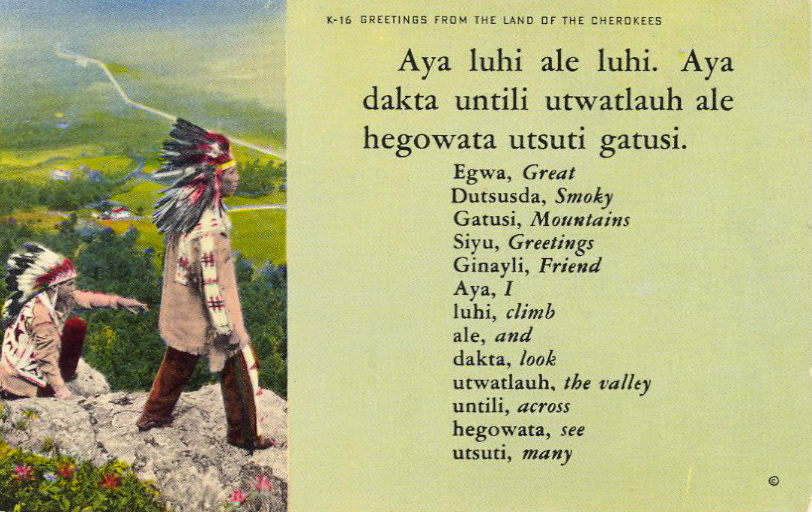 K-16 GREETINGS FROM THE LAND OF THE CHEROKEES
Aya luhi ale luhi. Aya
dakta untili utwatlauh ale
hegowata utsuti gatusi.
Egwa, Great
Dutsusda, Smoky
Gatusi, Mountains
Siyu, Greetings
Ginayli, Friend
Aya, I
luhi, climb
ale, and
dakta, look
utwatlauh, the valley
untili, across
hegowata, see
utsuti, many
©